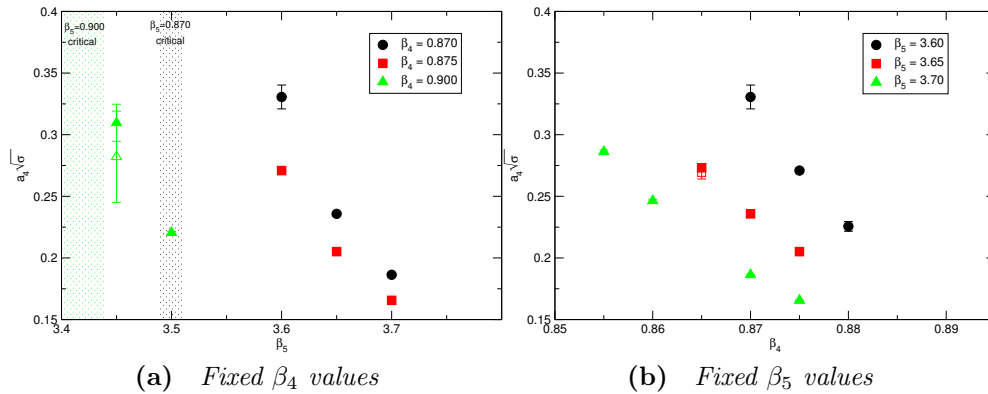 β₅=0.900
critical
β₅=0.870
critical
β₄ = 0.870
β₄ = 0.875
β₄ = 0.900
0.4
0.35
0.3
0.25
0.2
0.15
a₄√σ
3.4
3.5
3.6
3.7
β₅
(a) Fixed β₄ values
β₅ = 3.60
β₅ = 3.65
β₅ = 3.70
0.4
0.35
0.3
0.25
0.2
0.15
a₄√σ
0.85
0.86
0.87
0.88
0.89
β₄
(b) Fixed β₅ values